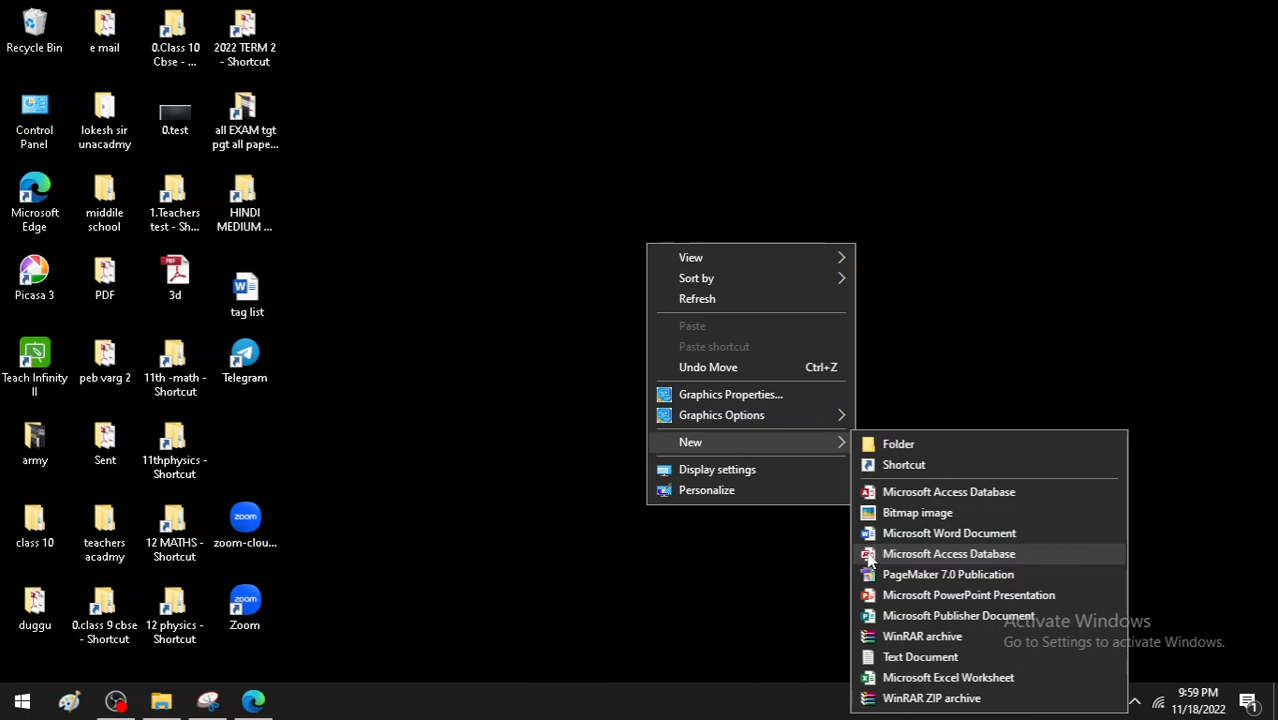 Recycle Bin
e mail
0.Class 10
Cbse - ...
2022 TERM 2
- Shortcut
Control
Panel
lokesh sir
unacadmy
0.test
all EXAM tgt
pgt all pape...
Microsoft
Edge
middile
school
1.Teachers
test - Sh...
HINDI
MEDIUM ...
Picasa 3
PDF
3d
tag list
Teach Infinity
II
peb varg 2
11th -math -
Shortcut
Telegram
army
Sent
11thphysics -
Shortcut
class 10
teachers
acadmy
12 MATHS -
Shortcut
zoom-clou...
duggu
0.class 9 cbse
- Shortcut
12 physics -
Shortcut
Zoom
View
Sort by
Refresh
Paste
Paste shortcut
Undo Move Ctrl+Z
Graphics Properties...
Graphics Options
New
Display settings
Personalize
Folder
Shortcut
Microsoft Access Database
Bitmap image
Microsoft Word Document
Microsoft Access Database
PageMaker 7.0 Publication
Microsoft PowerPoint Presentation
Microsoft Publisher Document
WinRAR archive
Text Document
Microsoft Excel Worksheet
WinRAR ZIP archive
Activate Windows
Go to Settings to activate Windows.
9:59 PM
11/18/2022
1